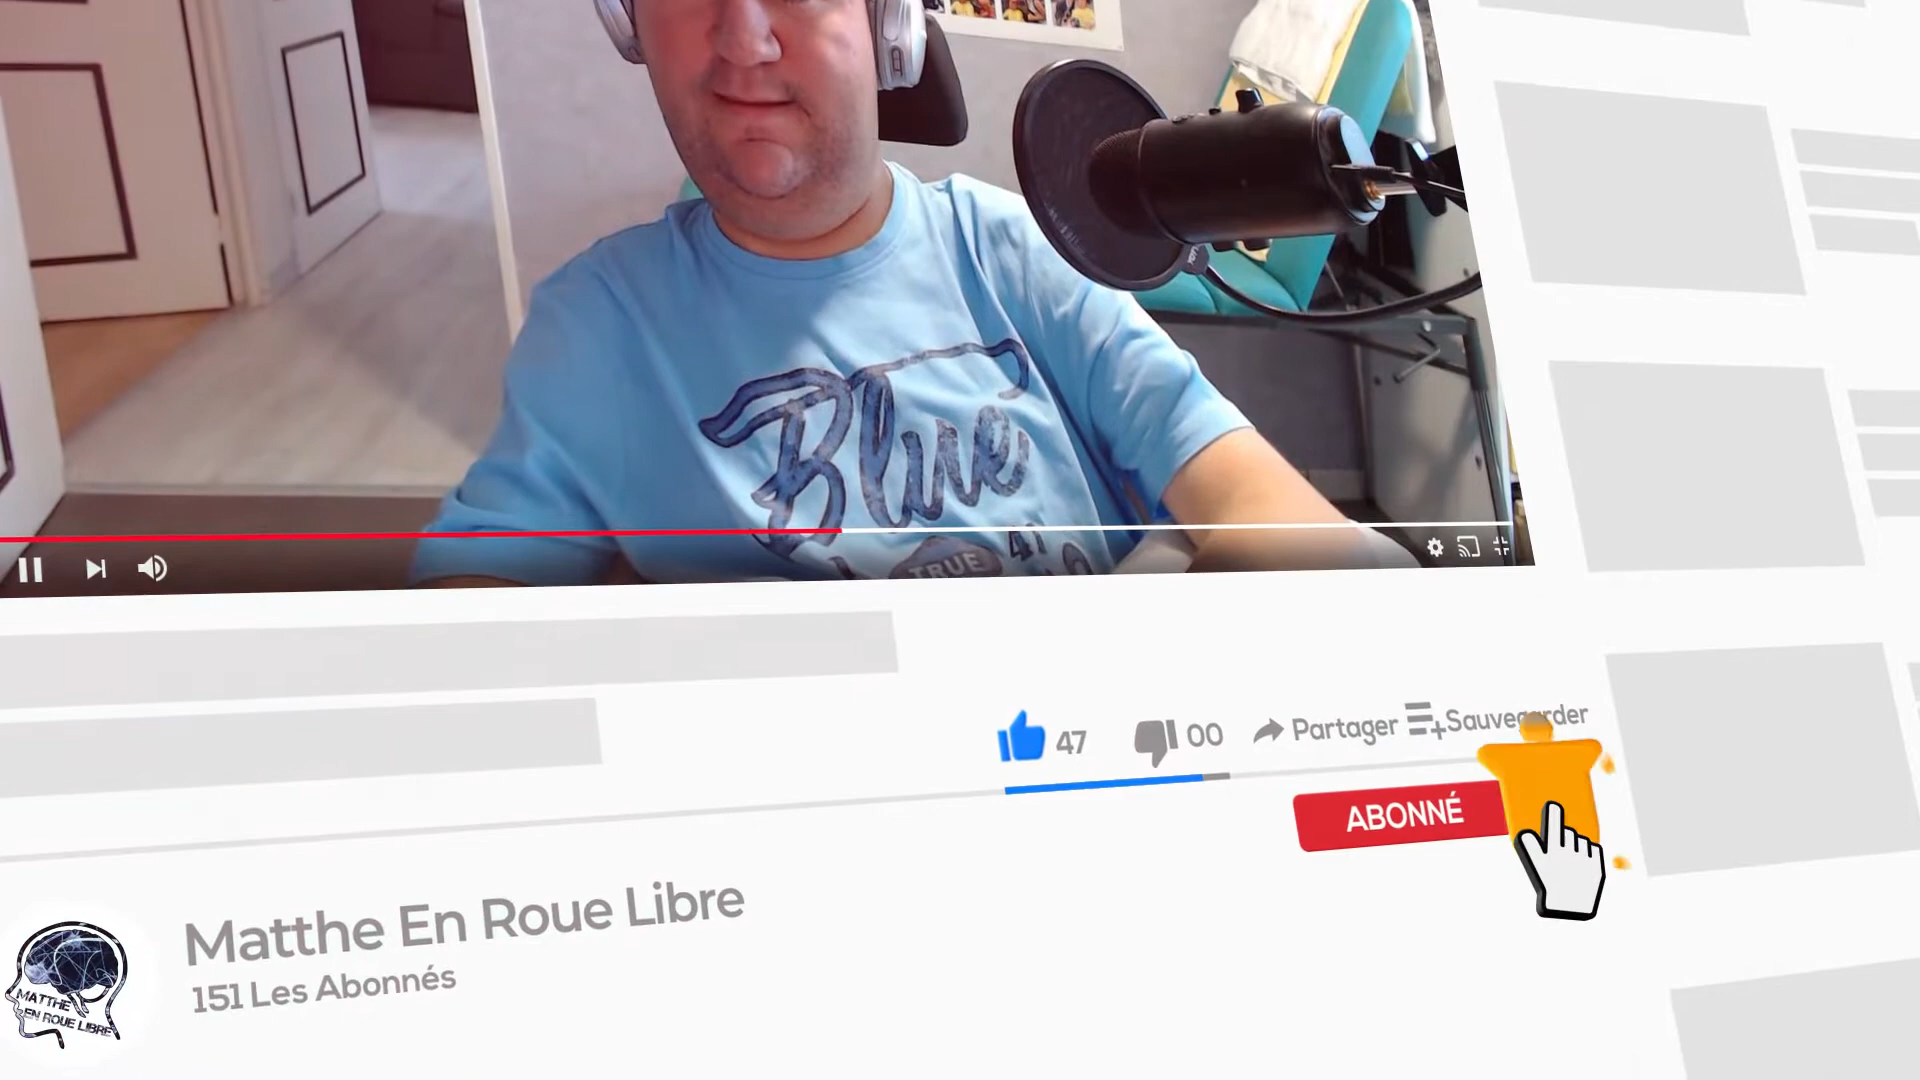 Blue
TRUE
47
00
Partager
Sauvegarder
ABONNÉ
Matthe En Roue Libre
151 Les Abonnés
MATTHE
EN ROUE LIBRE